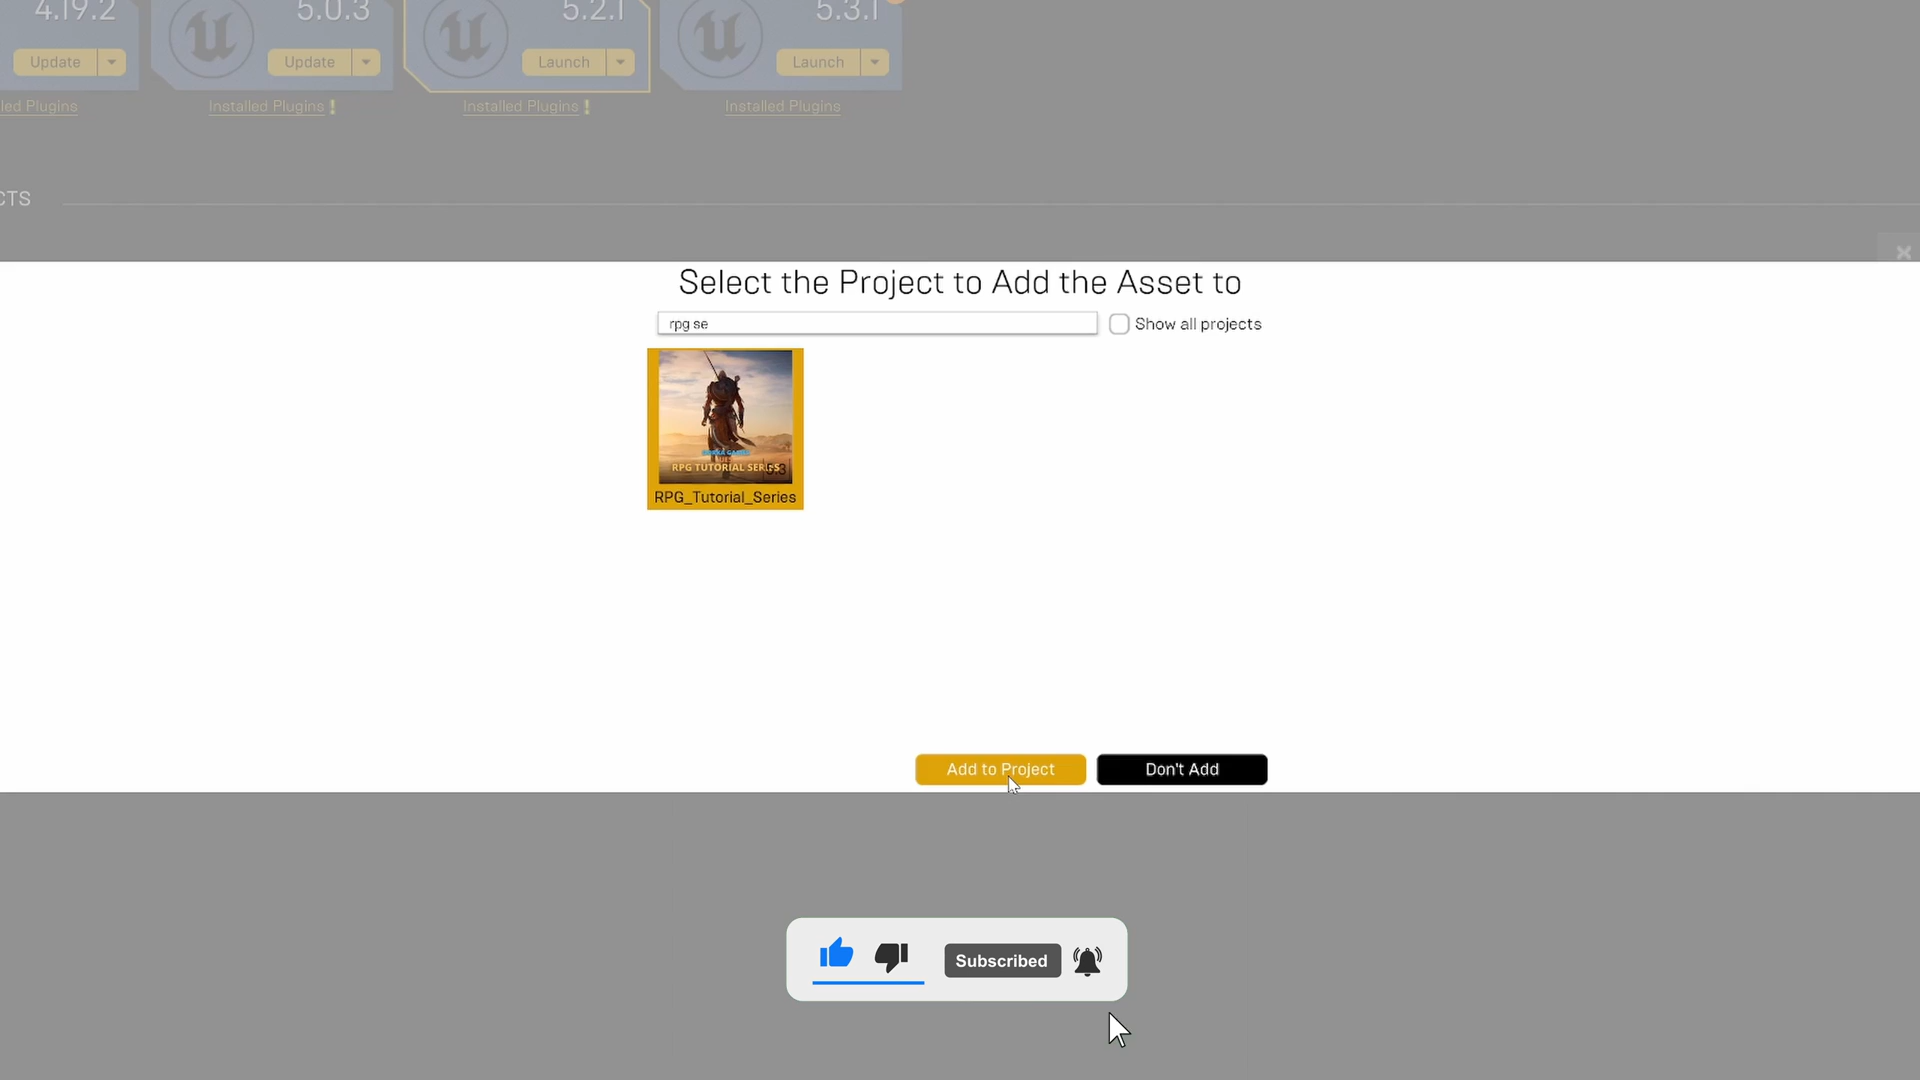 4.19.2
5.0.3
5.2.1
5.3.1
Update
Update
Launch
Launch
led Plugins
Installed Plugins !
Installed Plugins !
Installed Plugins
CTS
Select the Project to Add the Asset to
rpg se
Show all projects
RPG TUTORIAL SERIES
5.3
RPG_Tutorial_Series
Add to Project
Don't Add
Subscribed